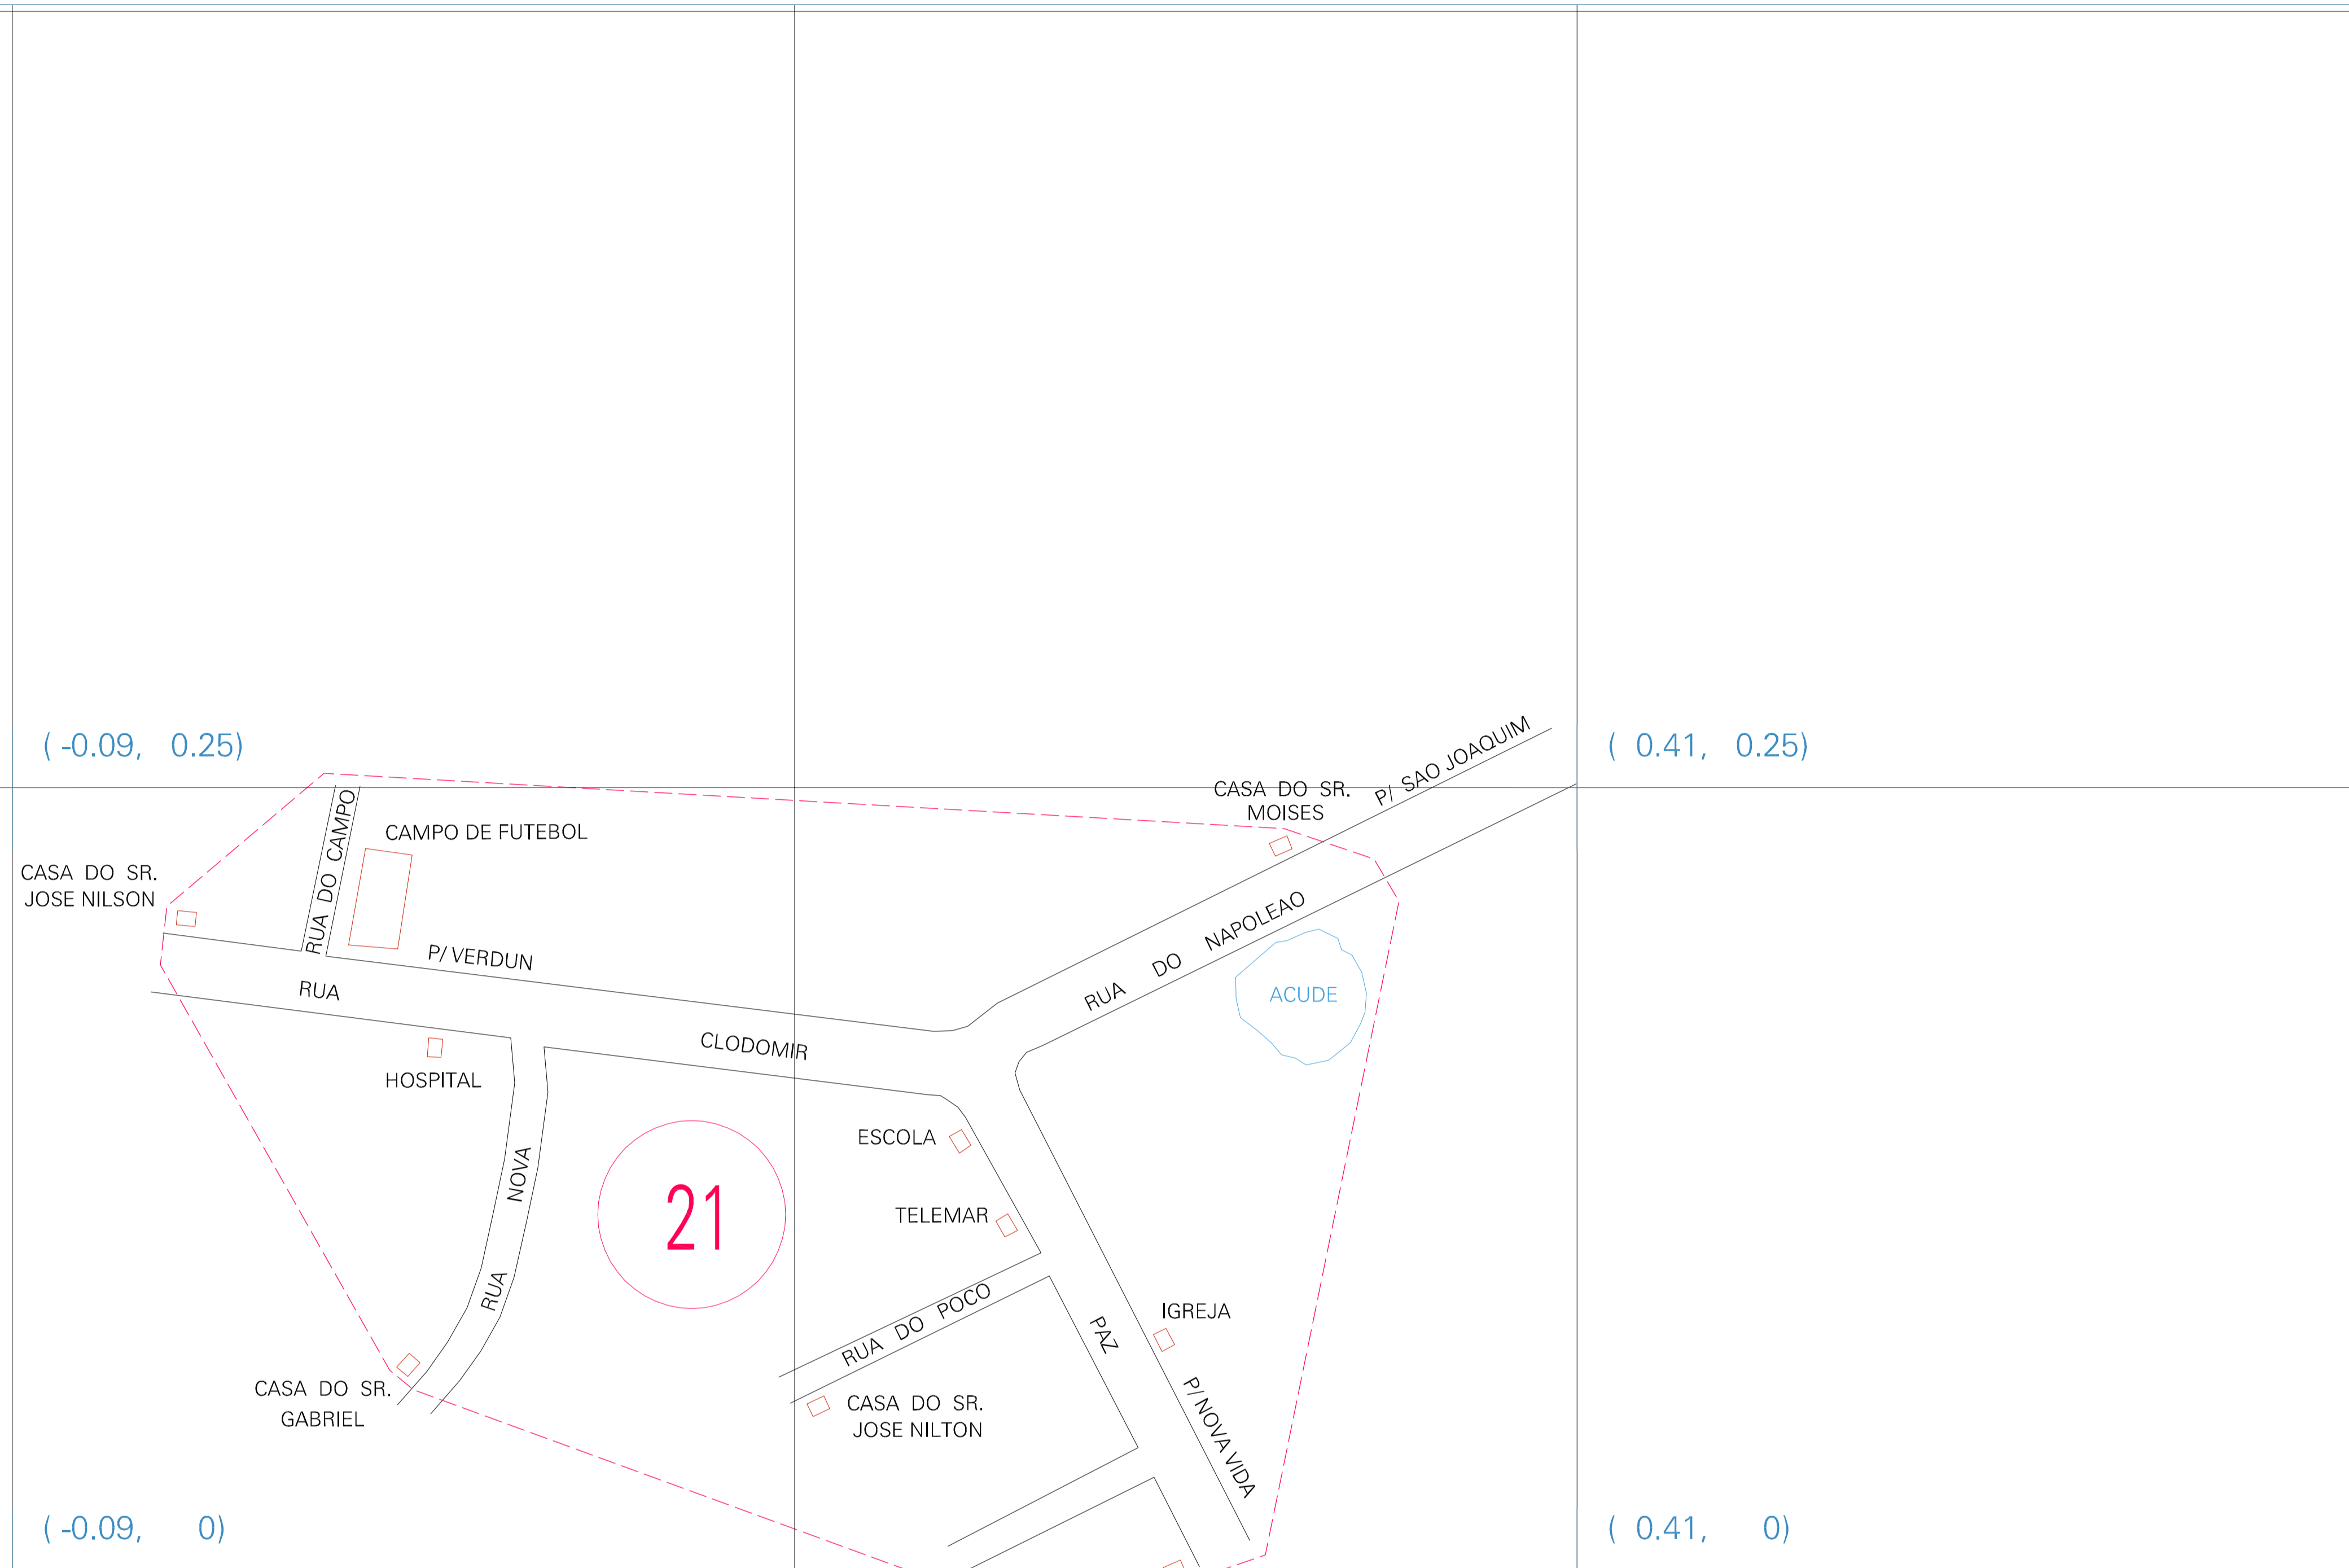 ( -0.09, 0.25)
( 0.41, 0.25)
P/ SAO JOAQUIM
CASA DO SR.
MOISES
RUA DO CAMPO
CAMPO DE FUTEBOL
CASA DO SR.
JOSE NILSON
P/ VERDUN
RUA DO NAPOLEAO
RUA CLODOMIR
ACUDE
HOSPITAL
ESCOLA
RUA NOVA
21
TELEMAR
RUA DO POCO
IGREJA
PAZ
CASA DO SR.
GABRIEL
CASA DO SR.
JOSE NILTON
P/ NOVA VIDA
( -0.09, 0)
( 0.41, 0)